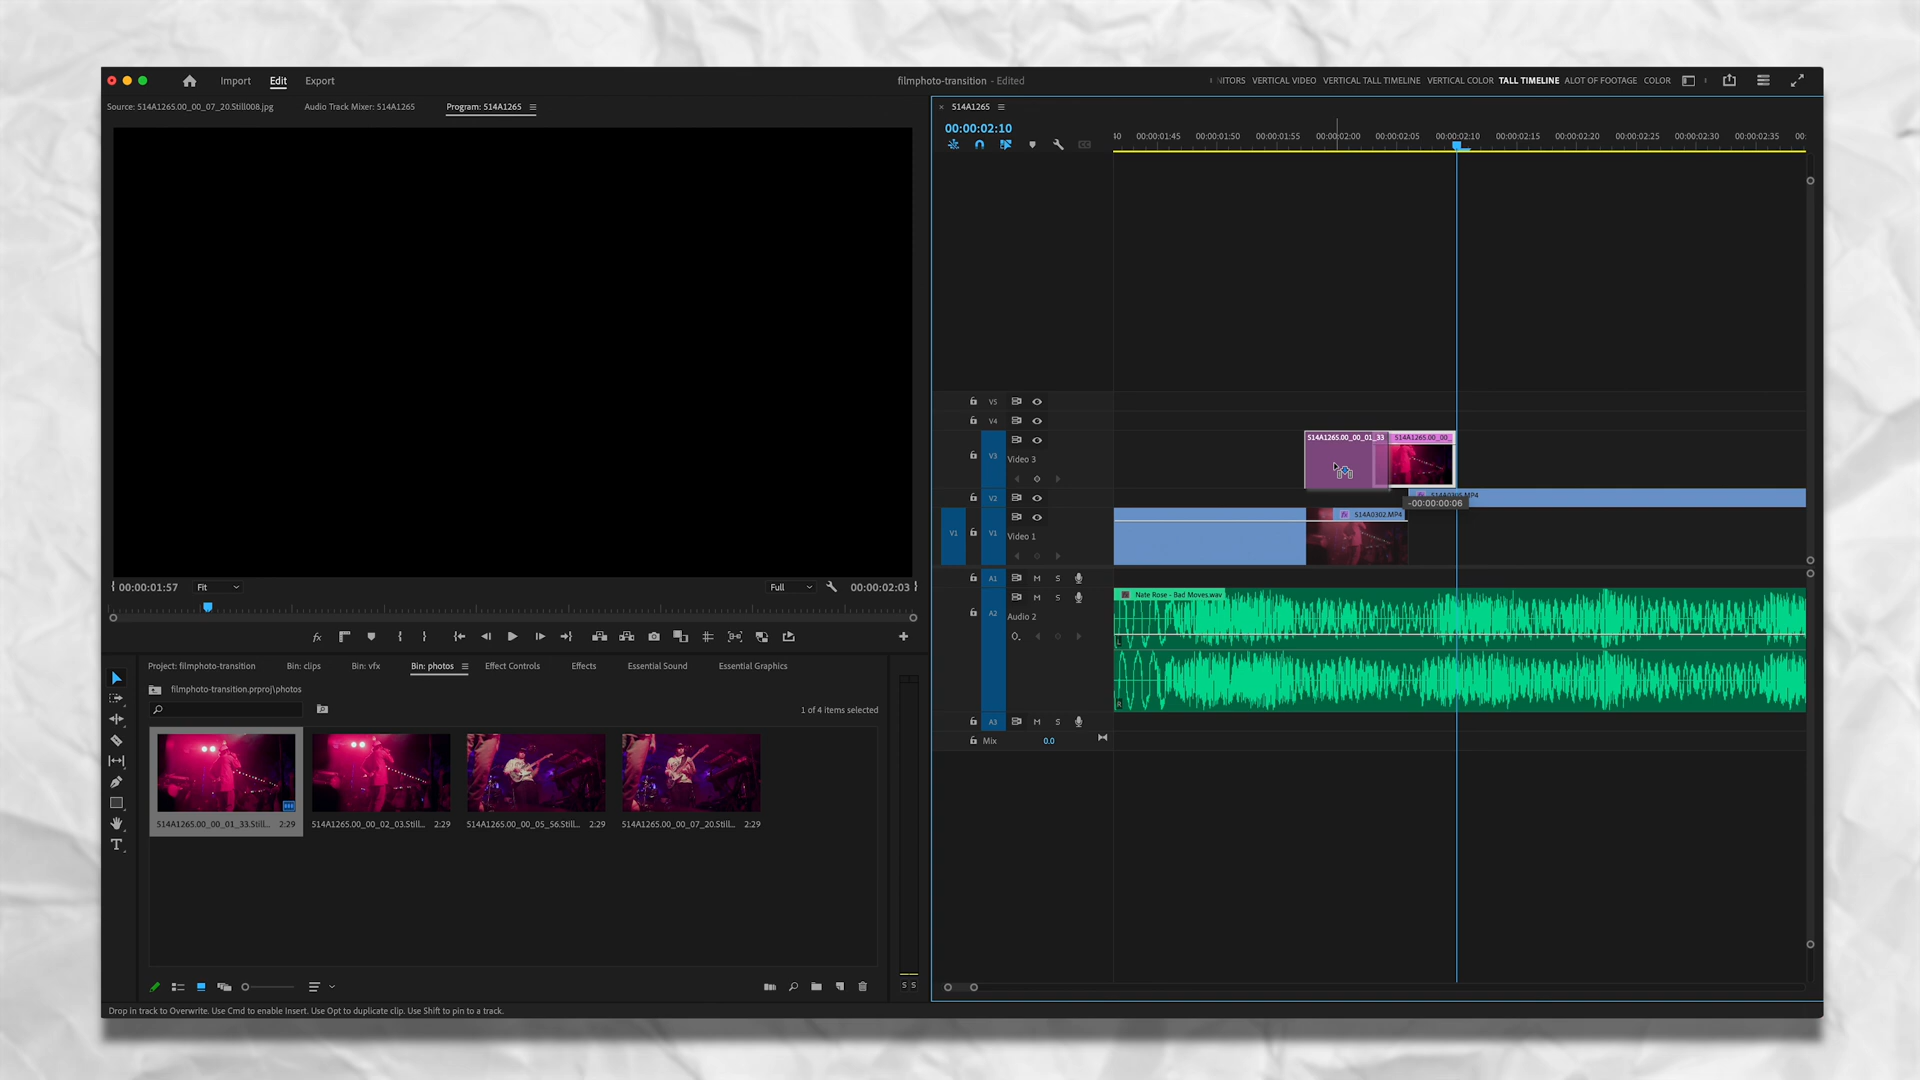 Import Edit Export
filmphoto-transition - Edited
NITORS VERTICAL VIDEO VERTICAL TALL TIMELINE VERTICAL COLOR TALL TIMELINE ALOT OF FOOTAGE COLOR
Source: 514A1265.00_00_07_20.Still008.jpg Audio Track Mixer: 514A1265 Program: 514A1265
514A1265
00:00:02:10
40 00:00:01:45 00:00:01:50 00:00:01:55 00:00:02:00 00:00:02:05 00:00:02:10 00:00:02:15 00:00:02:20 00:00:02:25 00:00:02:30 00:00:02:35 00:
V5
V4
V3 Video 3
514A1265.00_00_01_33 514A1265.00_00_
V2
-00:00:00:06
V1 V1 Video 1
514A0302.MP4
A1 M S
A2 M S
Audio 2
Nate Rose - Bad Moves.wav
L
R
A3 M S
Mix 0.0
00:00:01:57 Fit Full 00:00:02:03
Project: filmphoto-transition Bin: clips Bin: vfx Bin: photos Effect Controls Effects Essential Sound Essential Graphics
filmphoto-transition.prproj\photos
1 of 4 items selected
514A1265.00_00_01_33.Still... 2:29 514A1265.00_00_02_03.Still... 2:29 514A1265.00_00_05_56.Still... 2:29 514A1265.00_00_07_20.Still... 2:29
S S
Drop in track to Overwrite. Use Cmd to enable Insert. Use Opt to duplicate clip. Use Shift to pin to a track.